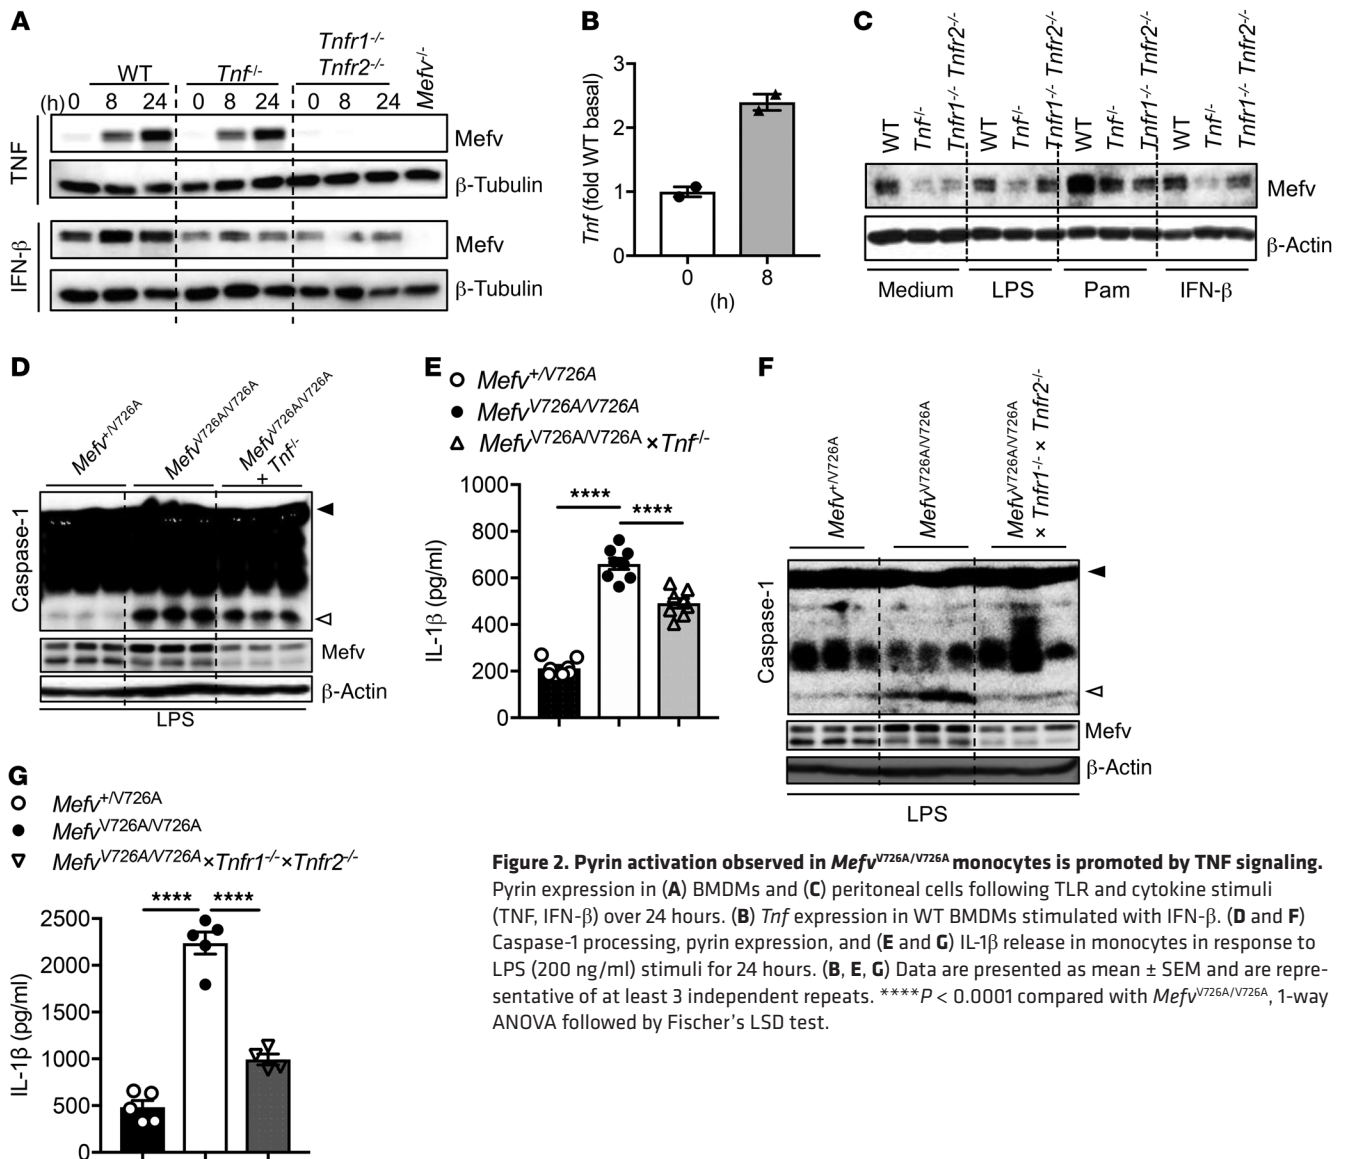 A
WT
Tnf-/-
Tnfr1-/-
Tnfr2-/-
Mefv-/-
(h) 0 8 24 0 8 24 0 8 24
TNF
Mefv
β-Tubulin
IFN-β
Mefv
β-Tubulin
B
Tnf (fold WT basal)
3
2
1
0
0 8
(h)
C
WT
Tnf-/-
Tnfr1-/- Tnfr2-/-
WT
Tnf-/-
Tnfr1-/- Tnfr2-/-
WT
Tnf-/-
Tnfr1-/- Tnfr2-/-
WT
Tnf-/-
Tnfr1-/- Tnfr2-/-
Mefv
β-Actin
Medium LPS Pam IFN-β
D
Mefv+/V726A
MefvV726A/V726A
MefvV726A/V726A
+ Tnf-/-
Caspase-1
Mefv
β-Actin
LPS
E
Mefv+/V726A
MefvV726A/V726A
MefvV726A/V726A ×Tnf-/-
IL-1β (pg/ml)
1000
800
600
400
200
0
**** ****
F
Mefv+/V726A
MefvV726A/V726A
MefvV726A/V726A
× Tnfr1-/- × Tnfr2-/-
Caspase-1
Mefv
β-Actin
LPS
G
Mefv+/V726A
MefvV726A/V726A
MefvV726A/V726A×Tnfr1-/-×Tnfr2-/-
IL-1β (pg/ml)
2500
2000
1500
1000
500
0
**** ****
Figure 2. Pyrin activation observed in MefvV726A/V726A monocytes is promoted by TNF signaling.
Pyrin expression in (A) BMDMs and (C) peritoneal cells following TLR and cytokine stimuli
(TNF, IFN-β) over 24 hours. (B) Tnf expression in WT BMDMs stimulated with IFN-β. (D and F)
Caspase-1 processing, pyrin expression, and (E and G) IL-1β release in monocytes in response to
LPS (200 ng/ml) stimuli for 24 hours. (B, E, G) Data are presented as mean ± SEM and are repre-
sentative of at least 3 independent repeats. ****P < 0.0001 compared with MefvV726A/V726A, 1-way
ANOVA followed by Fischer's LSD test.